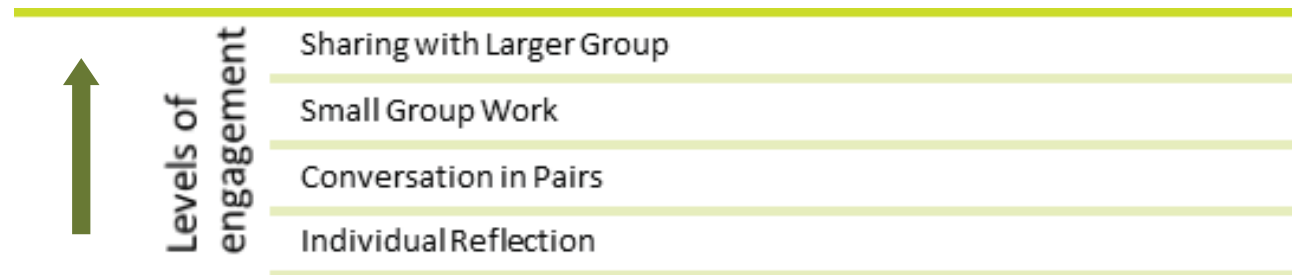 Levels of
engagement
Sharing with Larger Group
Small Group Work
Conversation in Pairs
Individual Reflection